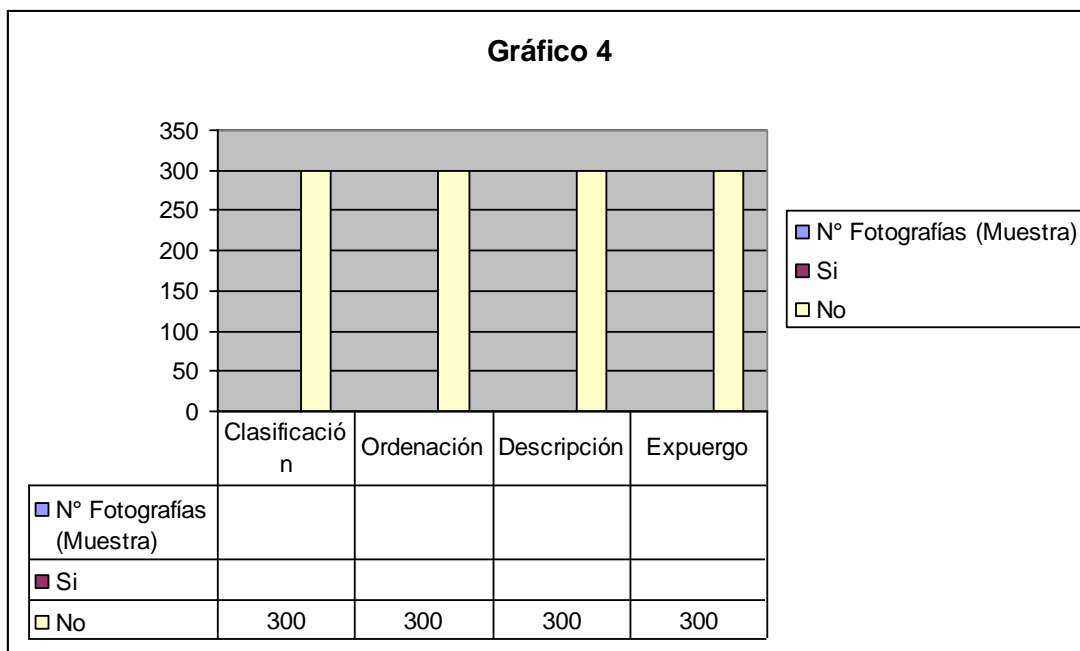 Gráfico 4
350
300
250
200
150
100
50
0
N° Fotografías (Muestra)
Si
No
Clasificació
n
Ordenación
Descripción
Expuergo
N° Fotografías
(Muestra)
Si
No 300 300 300 300